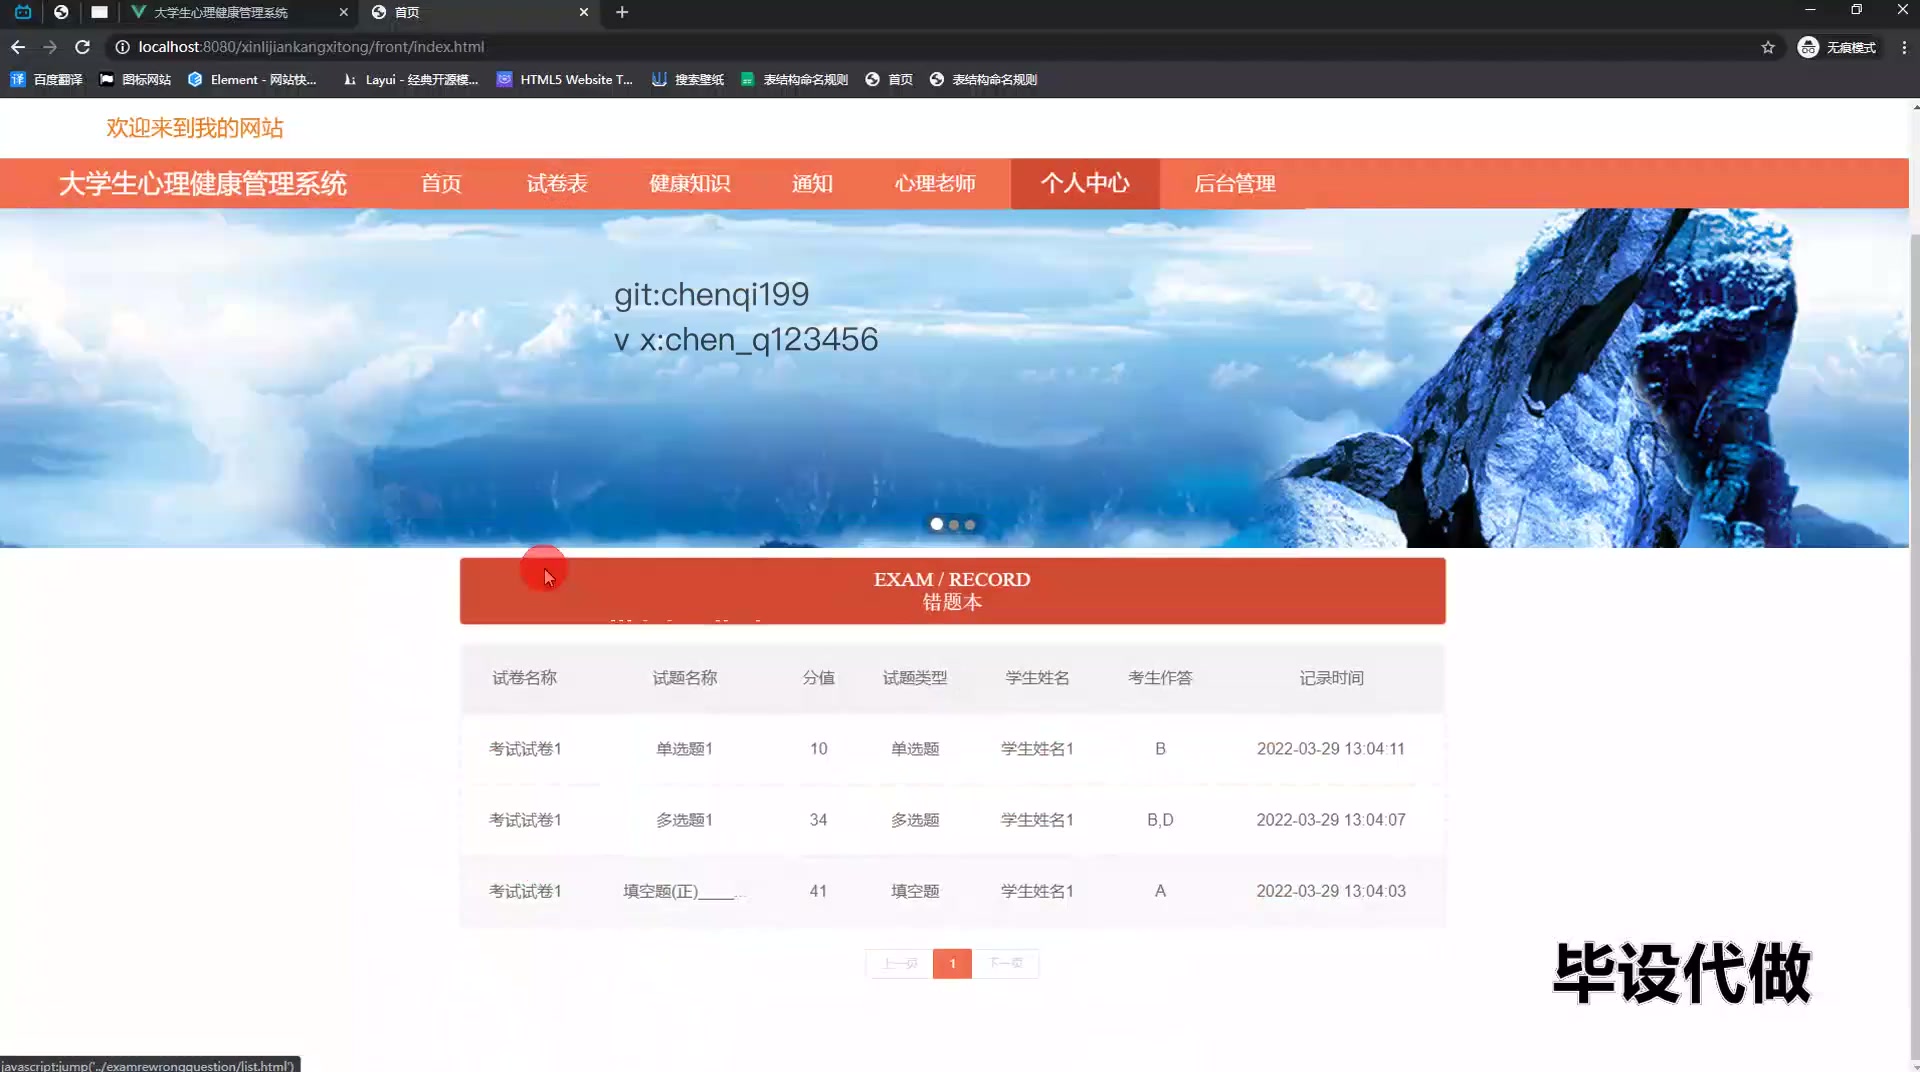 大学生心理健康管理系统
首页
localhost:8080/xinlijiankangxitong/front/index.html
无痕模式
百度翻译
图标网站
Element - 网站快...
Layui - 经典开源模...
HTML5 Website T...
搜索壁纸
表结构命名规则
首页
表结构命名规则
欢迎来到我的网站
大学生心理健康管理系统
首页
试卷表
健康知识
通知
心理老师
个人中心
后台管理
git:chenqi199
v x:chen_q123456
EXAM / RECORD
错题本
试卷名称 试题名称 分值 试题类型 学生姓名 考生作答 记录时间
考试试卷1 单选题1 10 单选题 学生姓名1 B 2022-03-29 13:04:11
考试试卷1 多选题1 34 多选题 学生姓名1 B,D 2022-03-29 13:04:07
考试试卷1 填空题(正)____... 41 填空题 学生姓名1 A 2022-03-29 13:04:03
上一页 1 下一页
毕设代做
javascript:jump('../examrewrongquestion/list.html')